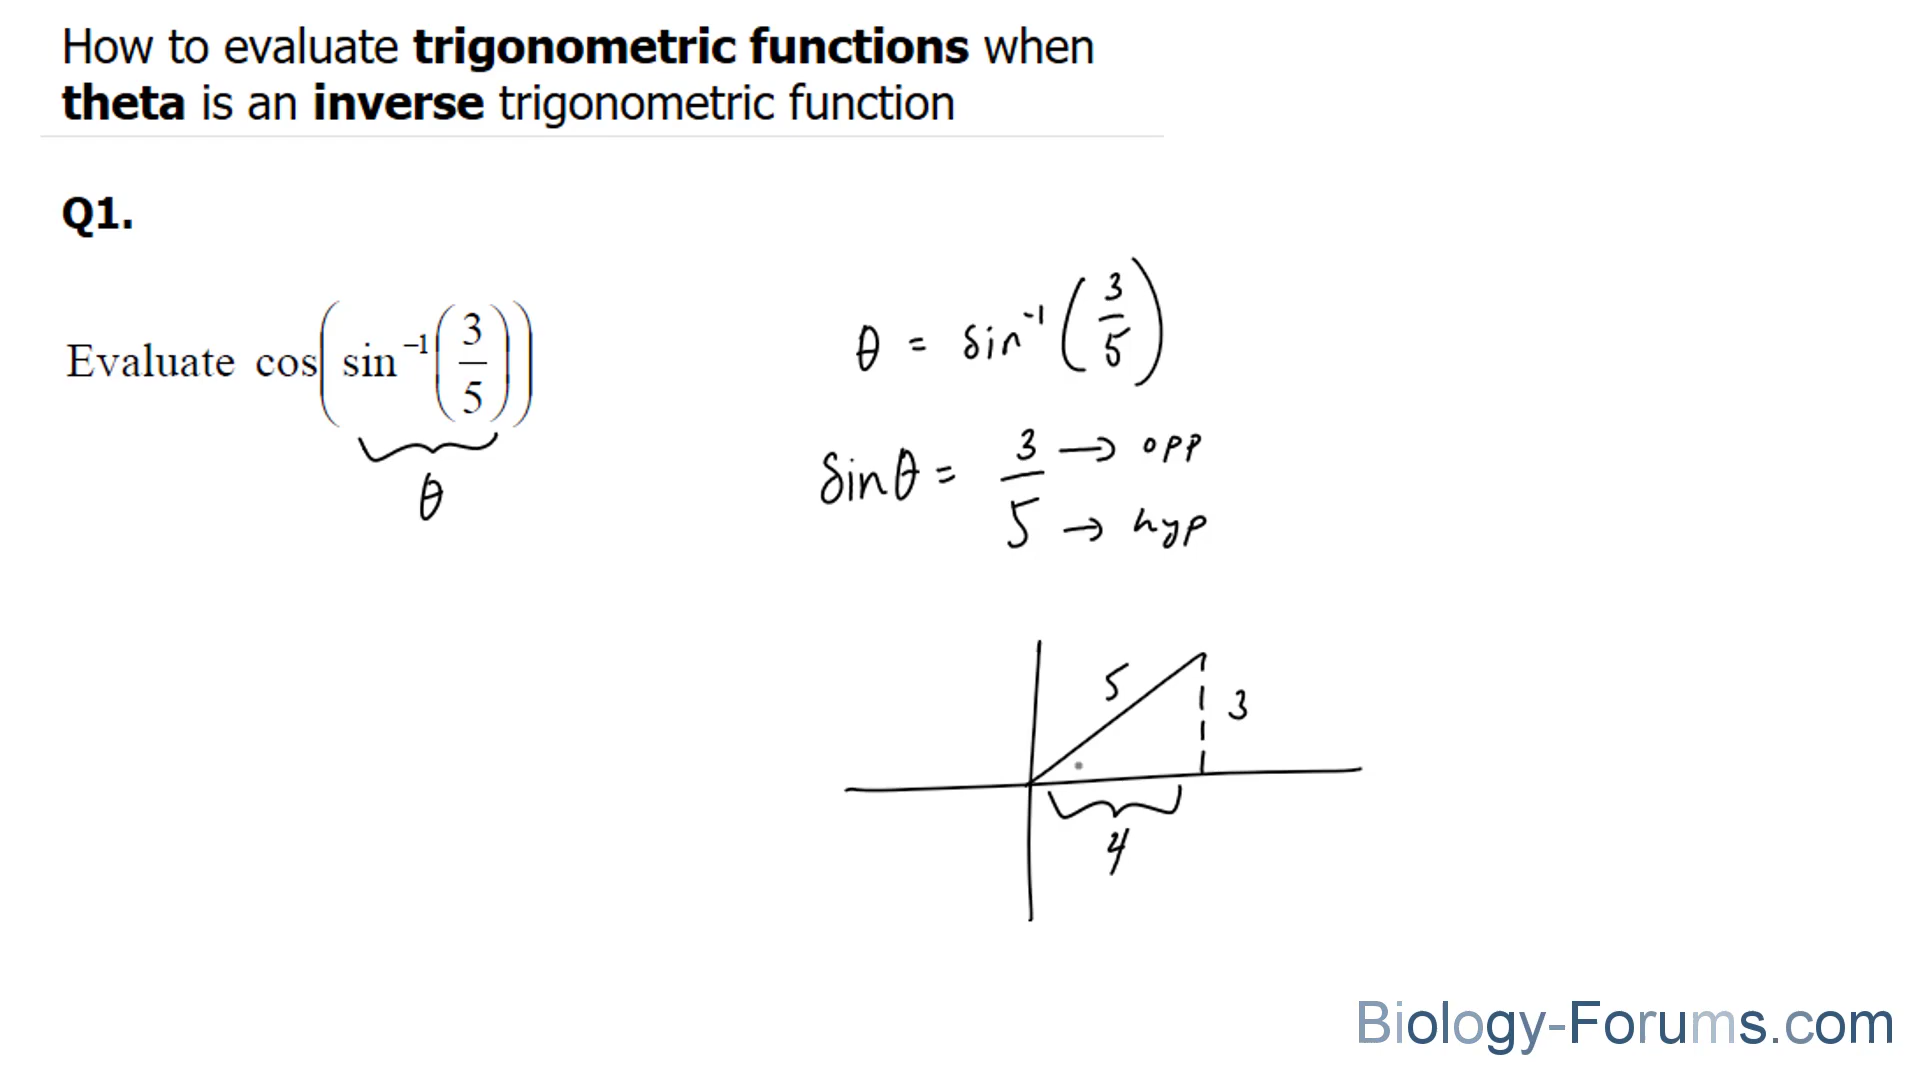 How to evaluate trigonometric functions when
theta is an inverse trigonometric function
Q1.
Evaluate cos(sin⁻¹(3/5))
θ
θ = sin⁻¹(3/5)
sinθ = 3/5
3 → opp
5 → hyp
5
3
4
Biology-Forums.com